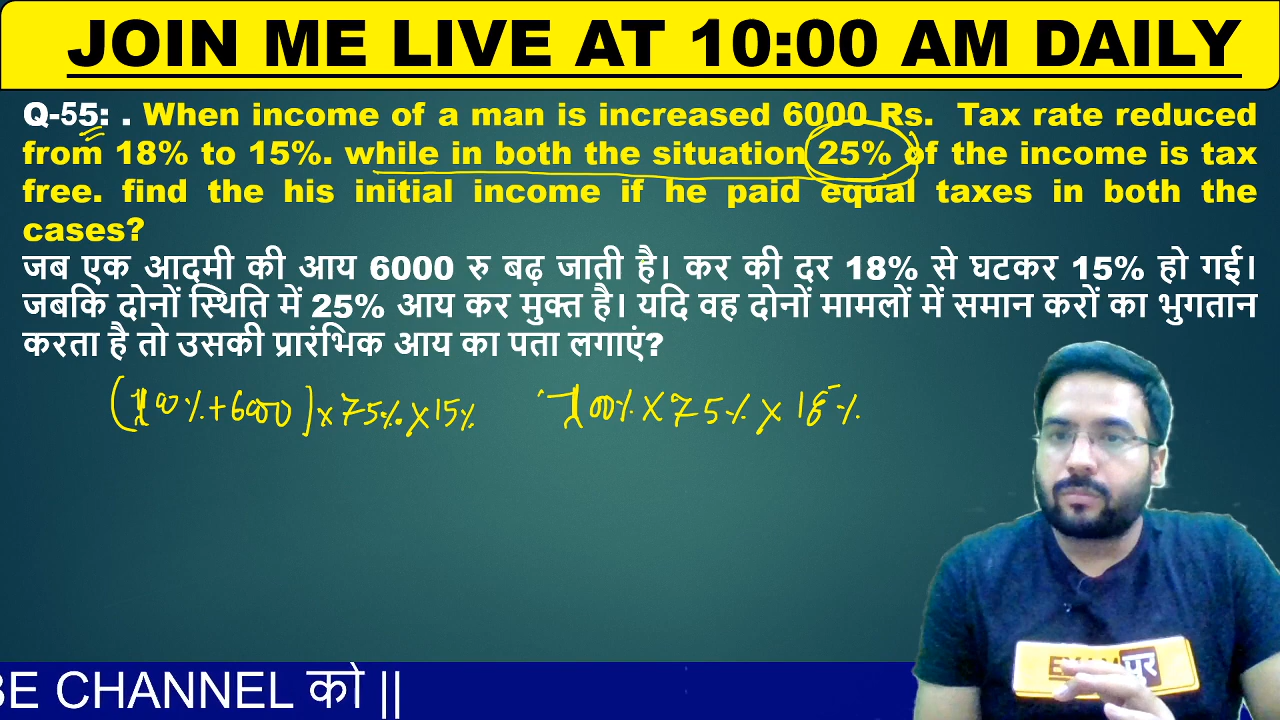 JOIN ME LIVE AT 10:00 AM DAILY
Q-55: . When income of a man is increased 6000 Rs. Tax rate reduced
from 18% to 15%. while in both the situation 25% of the income is tax
free. find the his initial income if he paid equal taxes in both the
cases?
जब एक आदमी की आय 6000 रु बढ़ जाती है। कर की दर 18% से घटकर 15% हो गई।
जबकि दोनों स्थिति में 25% आय कर मुक्त है। यदि वह दोनों मामलों में समान करों का भुगतान
करता है तो उसकी प्रारंभिक आय का पता लगाएं?
(100%+6000)×75%×15% 100%×75%×18%
BE CHANNEL को ||